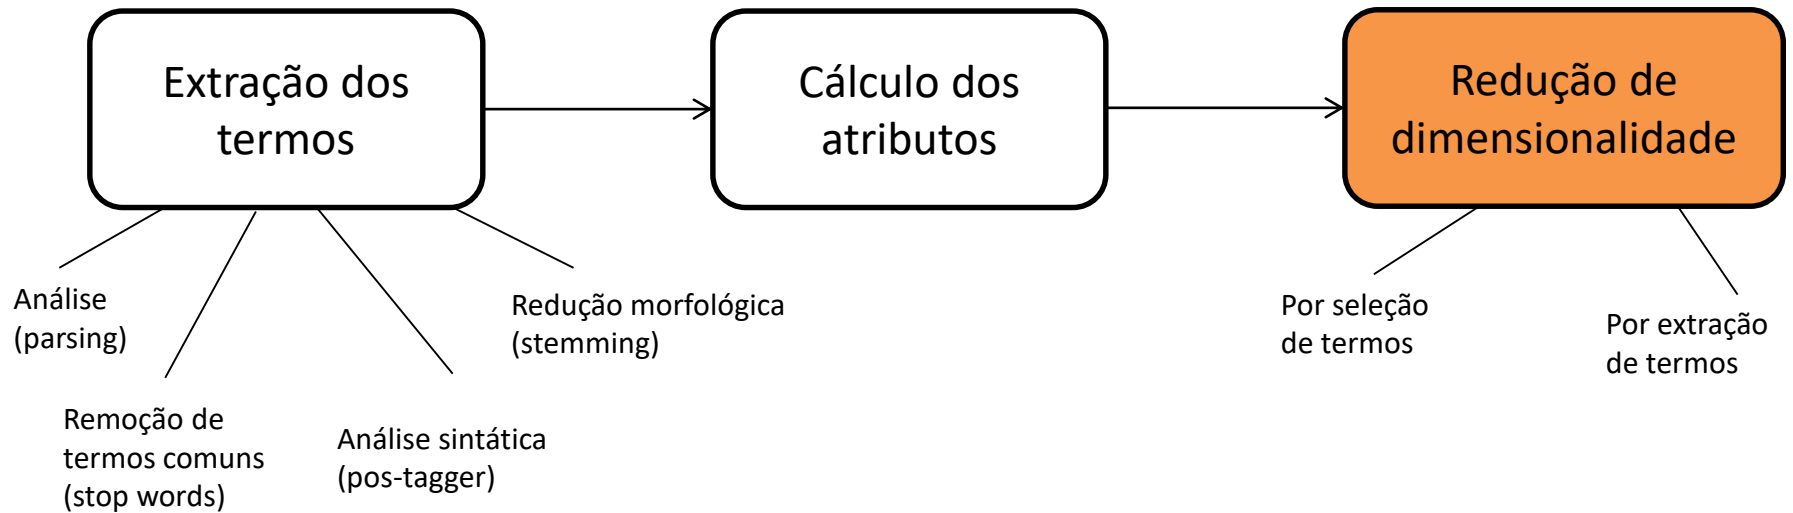 Extração dos
termos
Cálculo dos
atributos
Redução de
dimensionalidade
Análise
(parsing)
Remoção de
termos comuns
(stop words)
Análise sintática
(pos-tagger)
Redução morfológica
(stemming)
Por seleção
de termos
Por extração
de termos